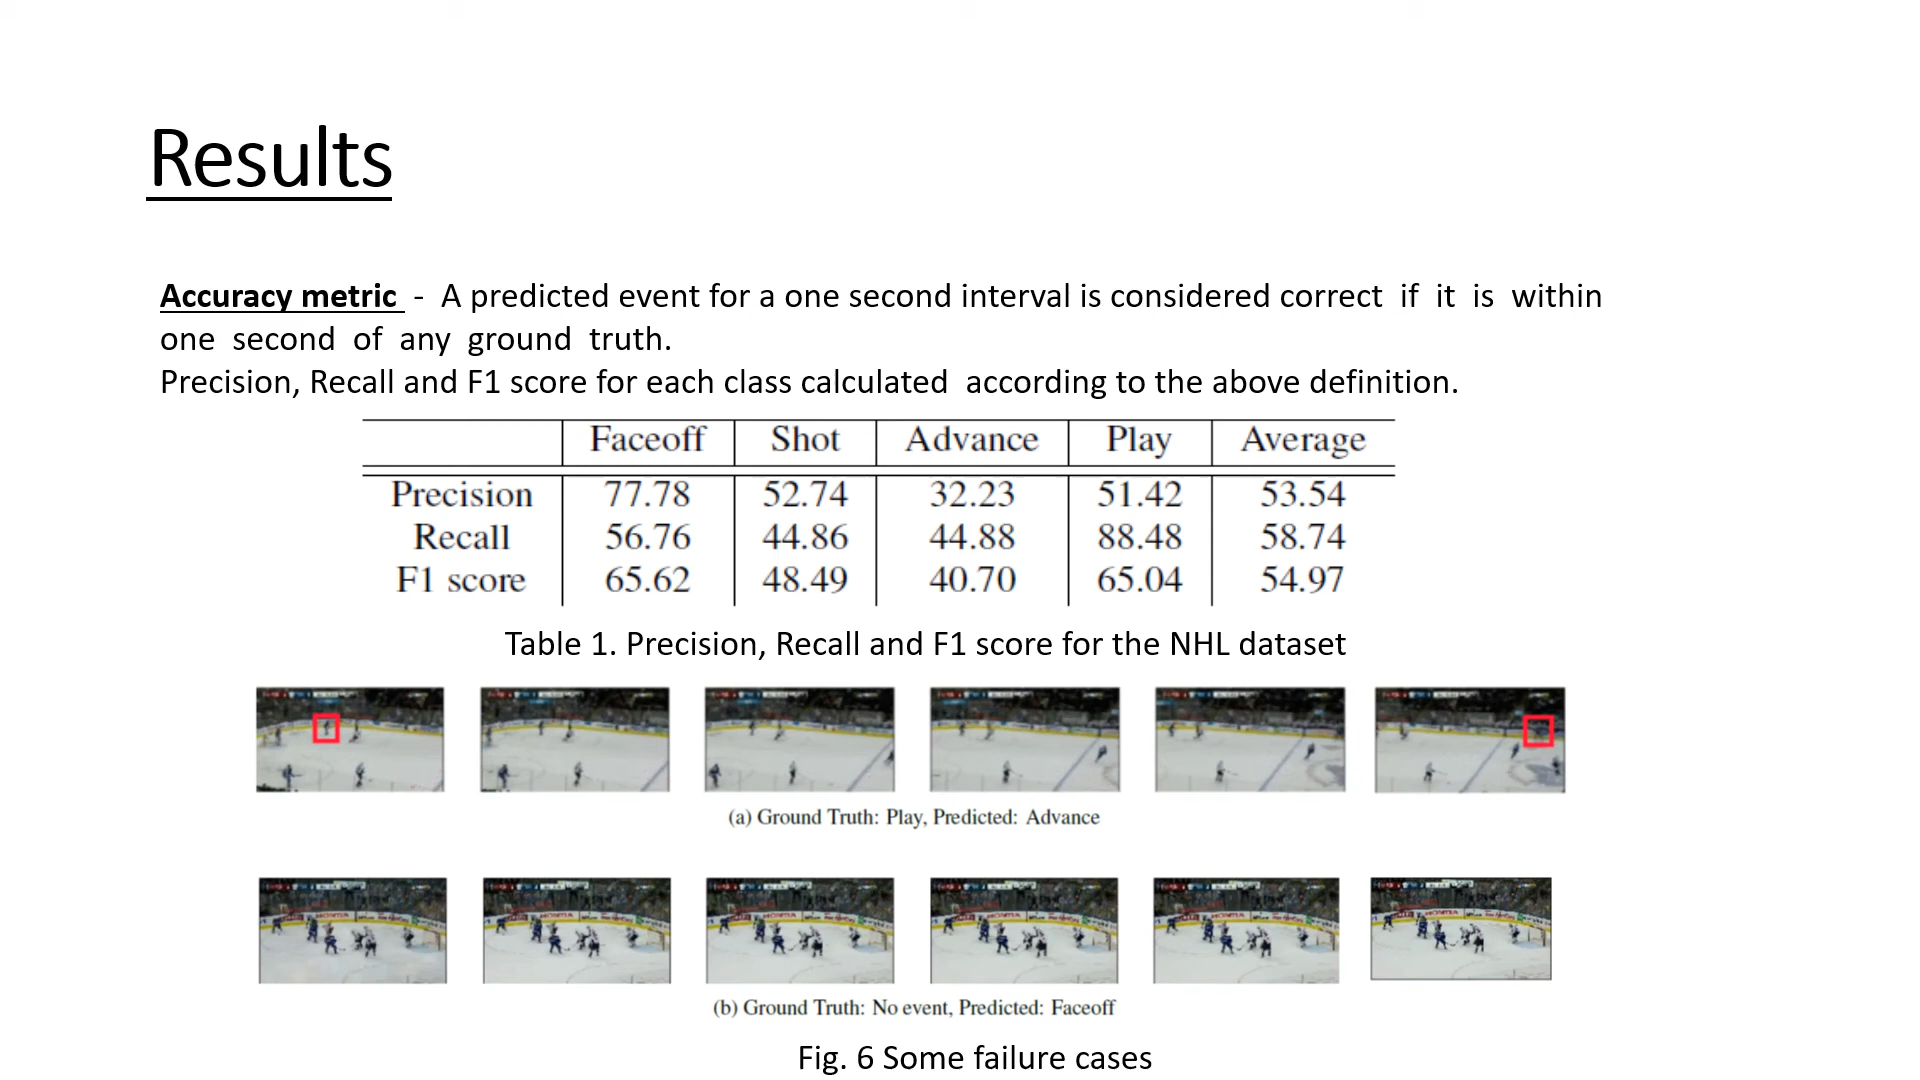 Results
Accuracy metric - A predicted event for a one second interval is considered correct if it is within
one second of any ground truth.
Precision, Recall and F1 score for each class calculated according to the above definition.
Faceoff Shot Advance Play Average
Precision 77.78 52.74 32.23 51.42 53.54
Recall 56.76 44.86 44.88 88.48 58.74
F1 score 65.62 48.49 40.70 65.04 54.97
Table 1. Precision, Recall and F1 score for the NHL dataset
(a) Ground Truth: Play, Predicted: Advance
(b) Ground Truth: No event, Predicted: Faceoff
Fig. 6 Some failure cases